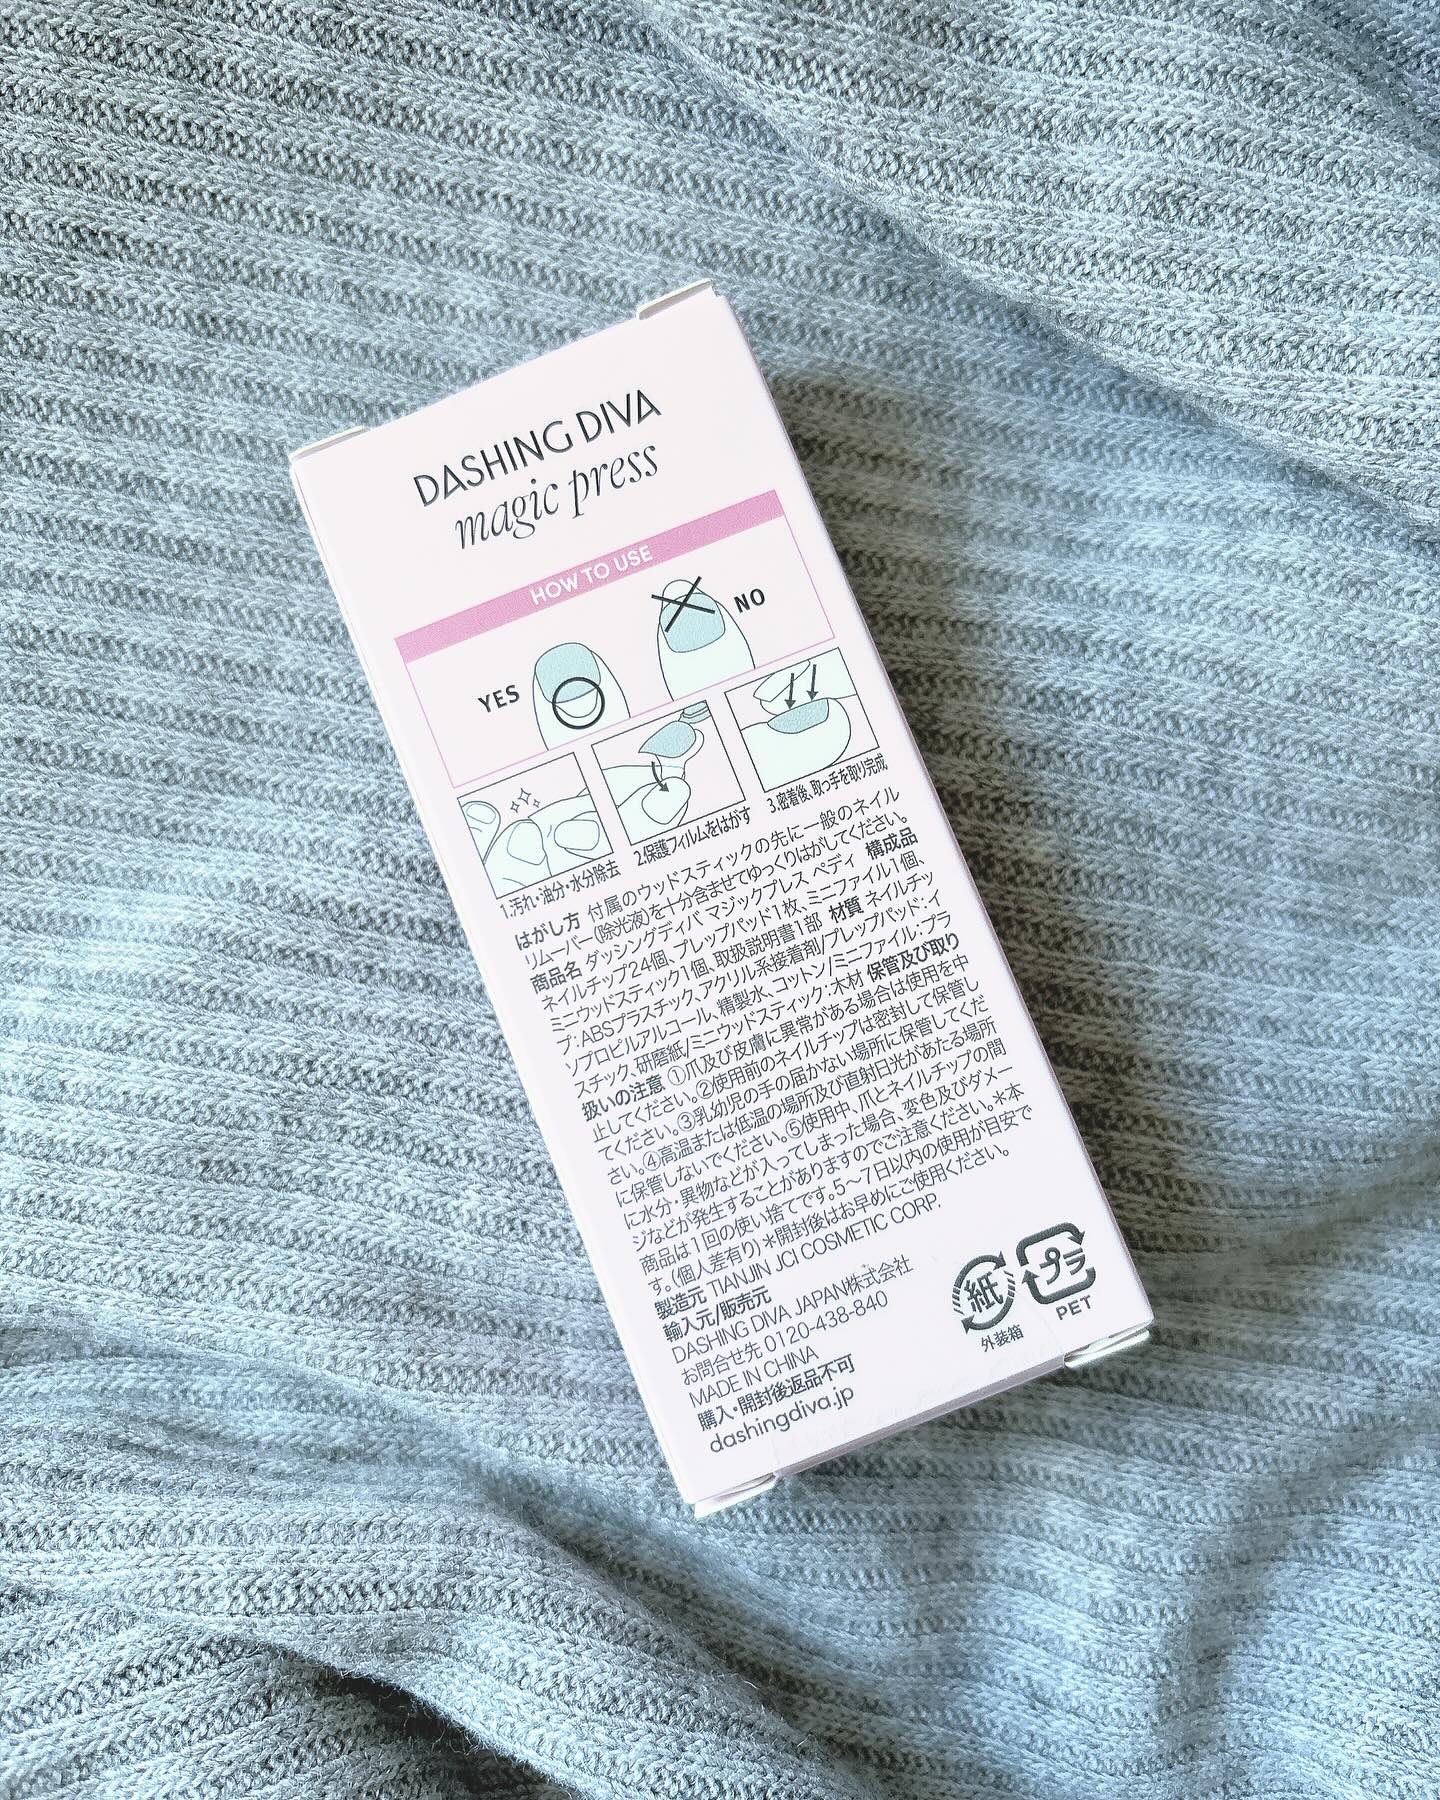 DASHING DIVA
magic press
HOW TO USE
YES
NO
1.汚れ・油分・水分除去
2.保護フィルムをはがす
3.密着後、取っ手を取り完成
はがし方 付属のウッドスティックの先に一般のネイル
リムーバー(除光液)を十分含ませてゆっくりはがしてください。
商品名 ダッシングディバ マジックプレス ペディ 構成品
ネイルチップ24個、プレップパッド1枚、ミニファイル1個、
ミニウッドスティック1個、取扱説明書1部 材質 ネイルチッ
プ:ABSプラスチック、アクリル系接着剤/プレップパッド:イ
ソプロピルアルコール、精製水、コットン/ミニファイル:プラ
スチック、研磨紙/ミニウッドスティック:木材 保管及び取り
扱いの注意 ①爪及び皮膚に異常がある場合は使用を中
止してください。②使用前のネイルチップは密封して保管し
てください。③乳幼児の手の届かない場所に保管してくだ
さい。④高温または低温の場所及び直射日光があたる場所
に保管しないでください。⑤使用中、爪とネイルチップの間
に水分・異物などが入ってしまった場合、変色及びダメー
ジなどが発生することがありますのでご注意ください。＊本
商品は1回の使い捨てです。5～7日以内の使用が目安で
す。(個人差有り)＊開封後はお早めにご使用ください。
製造元 TIANJIN JCI COSMETIC CORP.
輸入元/販売元
DASHING DIVA JAPAN株式会社
お問合せ先 0120-438-840
MADE IN CHINA
購入・開封後返品不可
dashingdiva.jp
紙
外装箱
プラ
PET